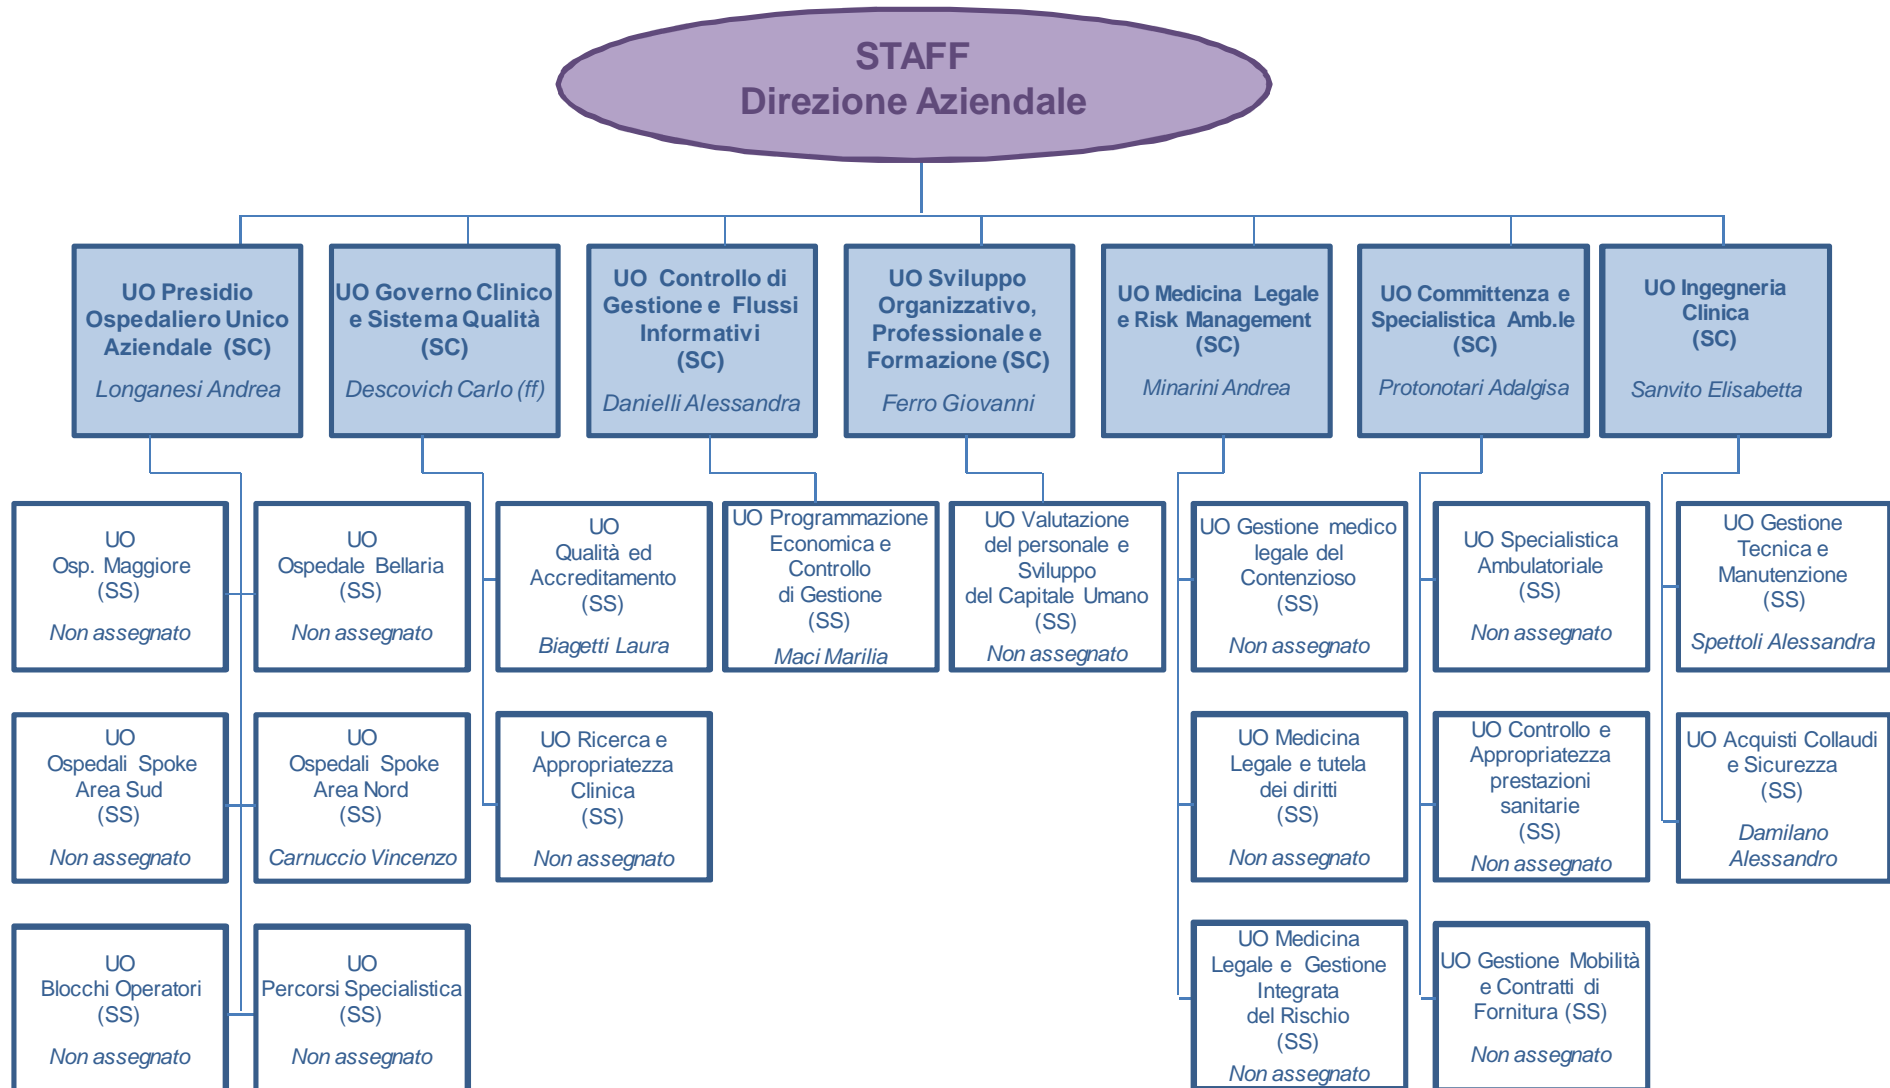 STAFF
Direzione Aziendale
UO Presidio
Ospedaliero Unico
Aziendale (SC)
Longanesi Andrea
UO Governo Clinico
e Sistema Qualità
(SC)
Descovich Carlo (ff)
UO Controllo di
Gestione e Flussi
Informativi
(SC)
Danielli Alessandra
UO Sviluppo
Organizzativo,
Professionale e
Formazione (SC)
Ferro Giovanni
UO Medicina Legale
e Risk Management
(SC)
Minarini Andrea
UO Committenza e
Specialistica Amb.le
(SC)
Protonotari Adalgisa
UO Ingegneria
Clinica
(SC)
Sanvito Elisabetta
UO
Osp. Maggiore
(SS)
Non assegnato
UO
Ospedale Bellaria
(SS)
Non assegnato
UO
Qualità ed
Accreditamento
(SS)
Biagetti Laura
UO Programmazione
Economica e
Controllo
di Gestione
(SS)
Maci Marilia
UO Valutazione
del personale e
Sviluppo
del Capitale Umano
(SS)
Non assegnato
UO Gestione medico
legale del
Contenzioso
(SS)
Non assegnato
UO Specialistica
Ambulatoriale
(SS)
Non assegnato
UO Gestione
Tecnica e
Manutenzione
(SS)
Spettoli Alessandra
UO
Ospedali Spoke
Area Sud
(SS)
Non assegnato
UO
Ospedali Spoke
Area Nord
(SS)
Carnuccio Vincenzo
UO Ricerca e
Appropriatezza
Clinica
(SS)
Non assegnato
UO Medicina
Legale e tutela
dei diritti
(SS)
Non assegnato
UO Controllo e
Appropriatezza
prestazioni
sanitarie
(SS)
Non assegnato
UO Acquisti Collaudi
e Sicurezza
(SS)
Damilano
Alessandro
UO
Blocchi Operatori
(SS)
Non assegnato
UO
Percorsi Specialistica
(SS)
Non assegnato
UO Medicina
Legale e Gestione
Integrata
del Rischio
(SS)
Non assegnato
UO Gestione Mobilità
e Contratti di
Fornitura (SS)
Non assegnato